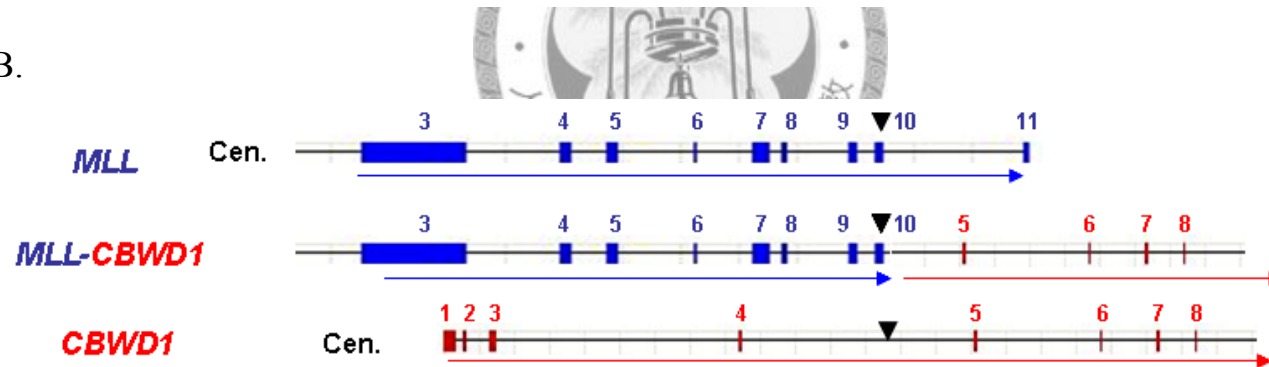 B.
3 4 5 6 7 8 9 10 11
MLL Cen.
3 4 5 6 7 8 9 10 5 6 7 8
MLL-CBWD1
1 2 3 4 5 6 7 8
CBWD1 Cen.